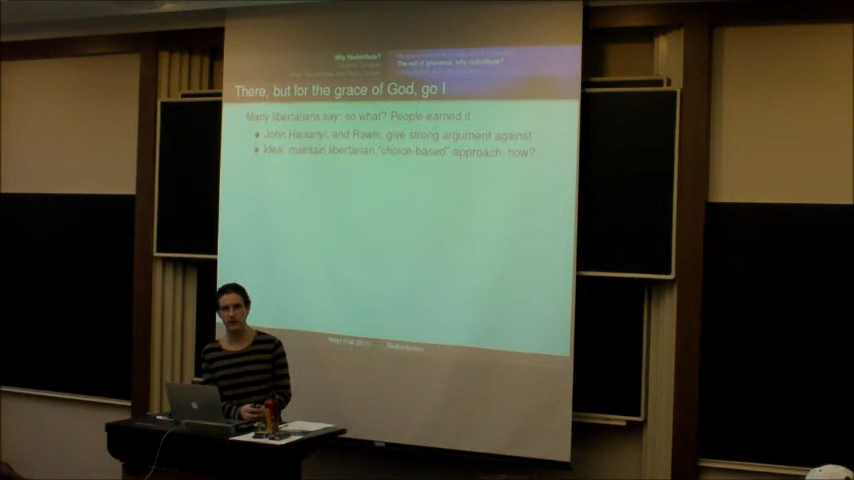 Why Redistribute?
The veil of ignorance: why redistribute?
There, but for the grace of God, go I
Many libertarians say: so what? People earned it
John Harsanyi, and Rawls, give strong argument against
Idea: maintain libertarian, "choice-based" approach, how?
(Fall 2011)
Redistribution